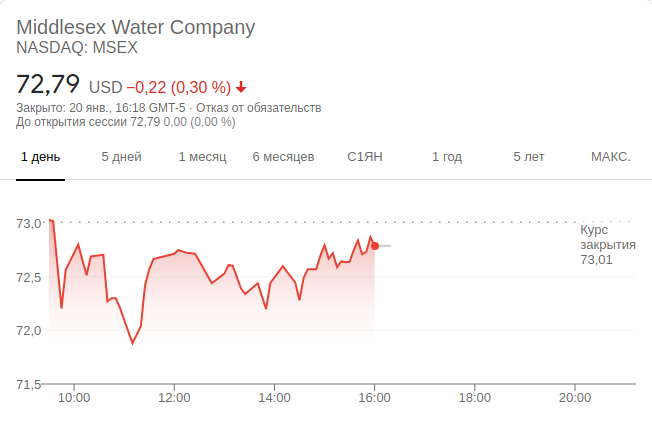 Middlesex Water Company
NASDAQ: MSEX
72,79 USD −0,22 (0,30 %)
Закрыто: 20 янв., 16:18 GMT-5 · Отказ от обязательств
До открытия сессии 72,79 0,00 (0,00 %)
1 день 5 дней 1 месяц 6 месяцев С1ЯН 1 год 5 лет МАКС.
73,0
Курс
закрытия
73,01
72,5
72,0
71,5
10:00 12:00 14:00 16:00 18:00 20:00